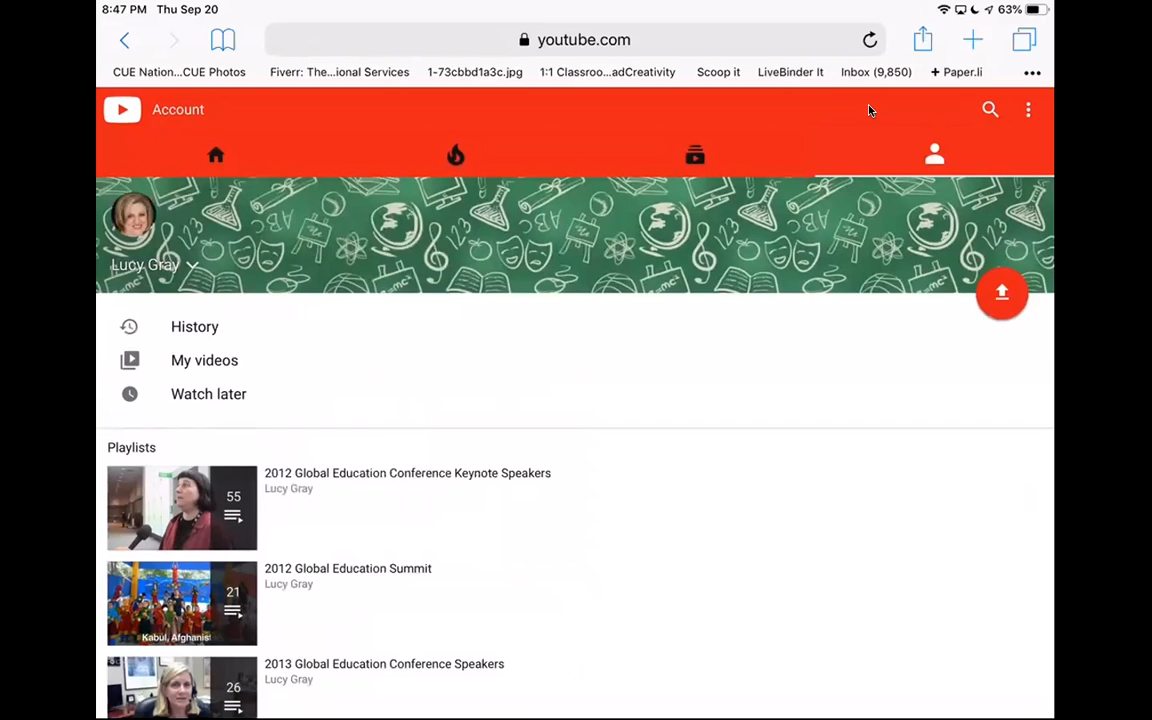 8:47 PM Thu Sep 20 63%
youtube.com
CUE Nation...CUE Photos Fiverr: The...ional Services 1-73cbbd1a3c.jpg 1:1 Classroo...adCreativity Scoop it LiveBinder It Inbox (9,850) + Paper.li •••
Account
Lucy Gray
History
My videos
Watch later
Playlists
55
2012 Global Education Conference Keynote Speakers
Lucy Gray
21
Kabul, Afghanis
2012 Global Education Summit
Lucy Gray
26
2013 Global Education Conference Speakers
Lucy Gray